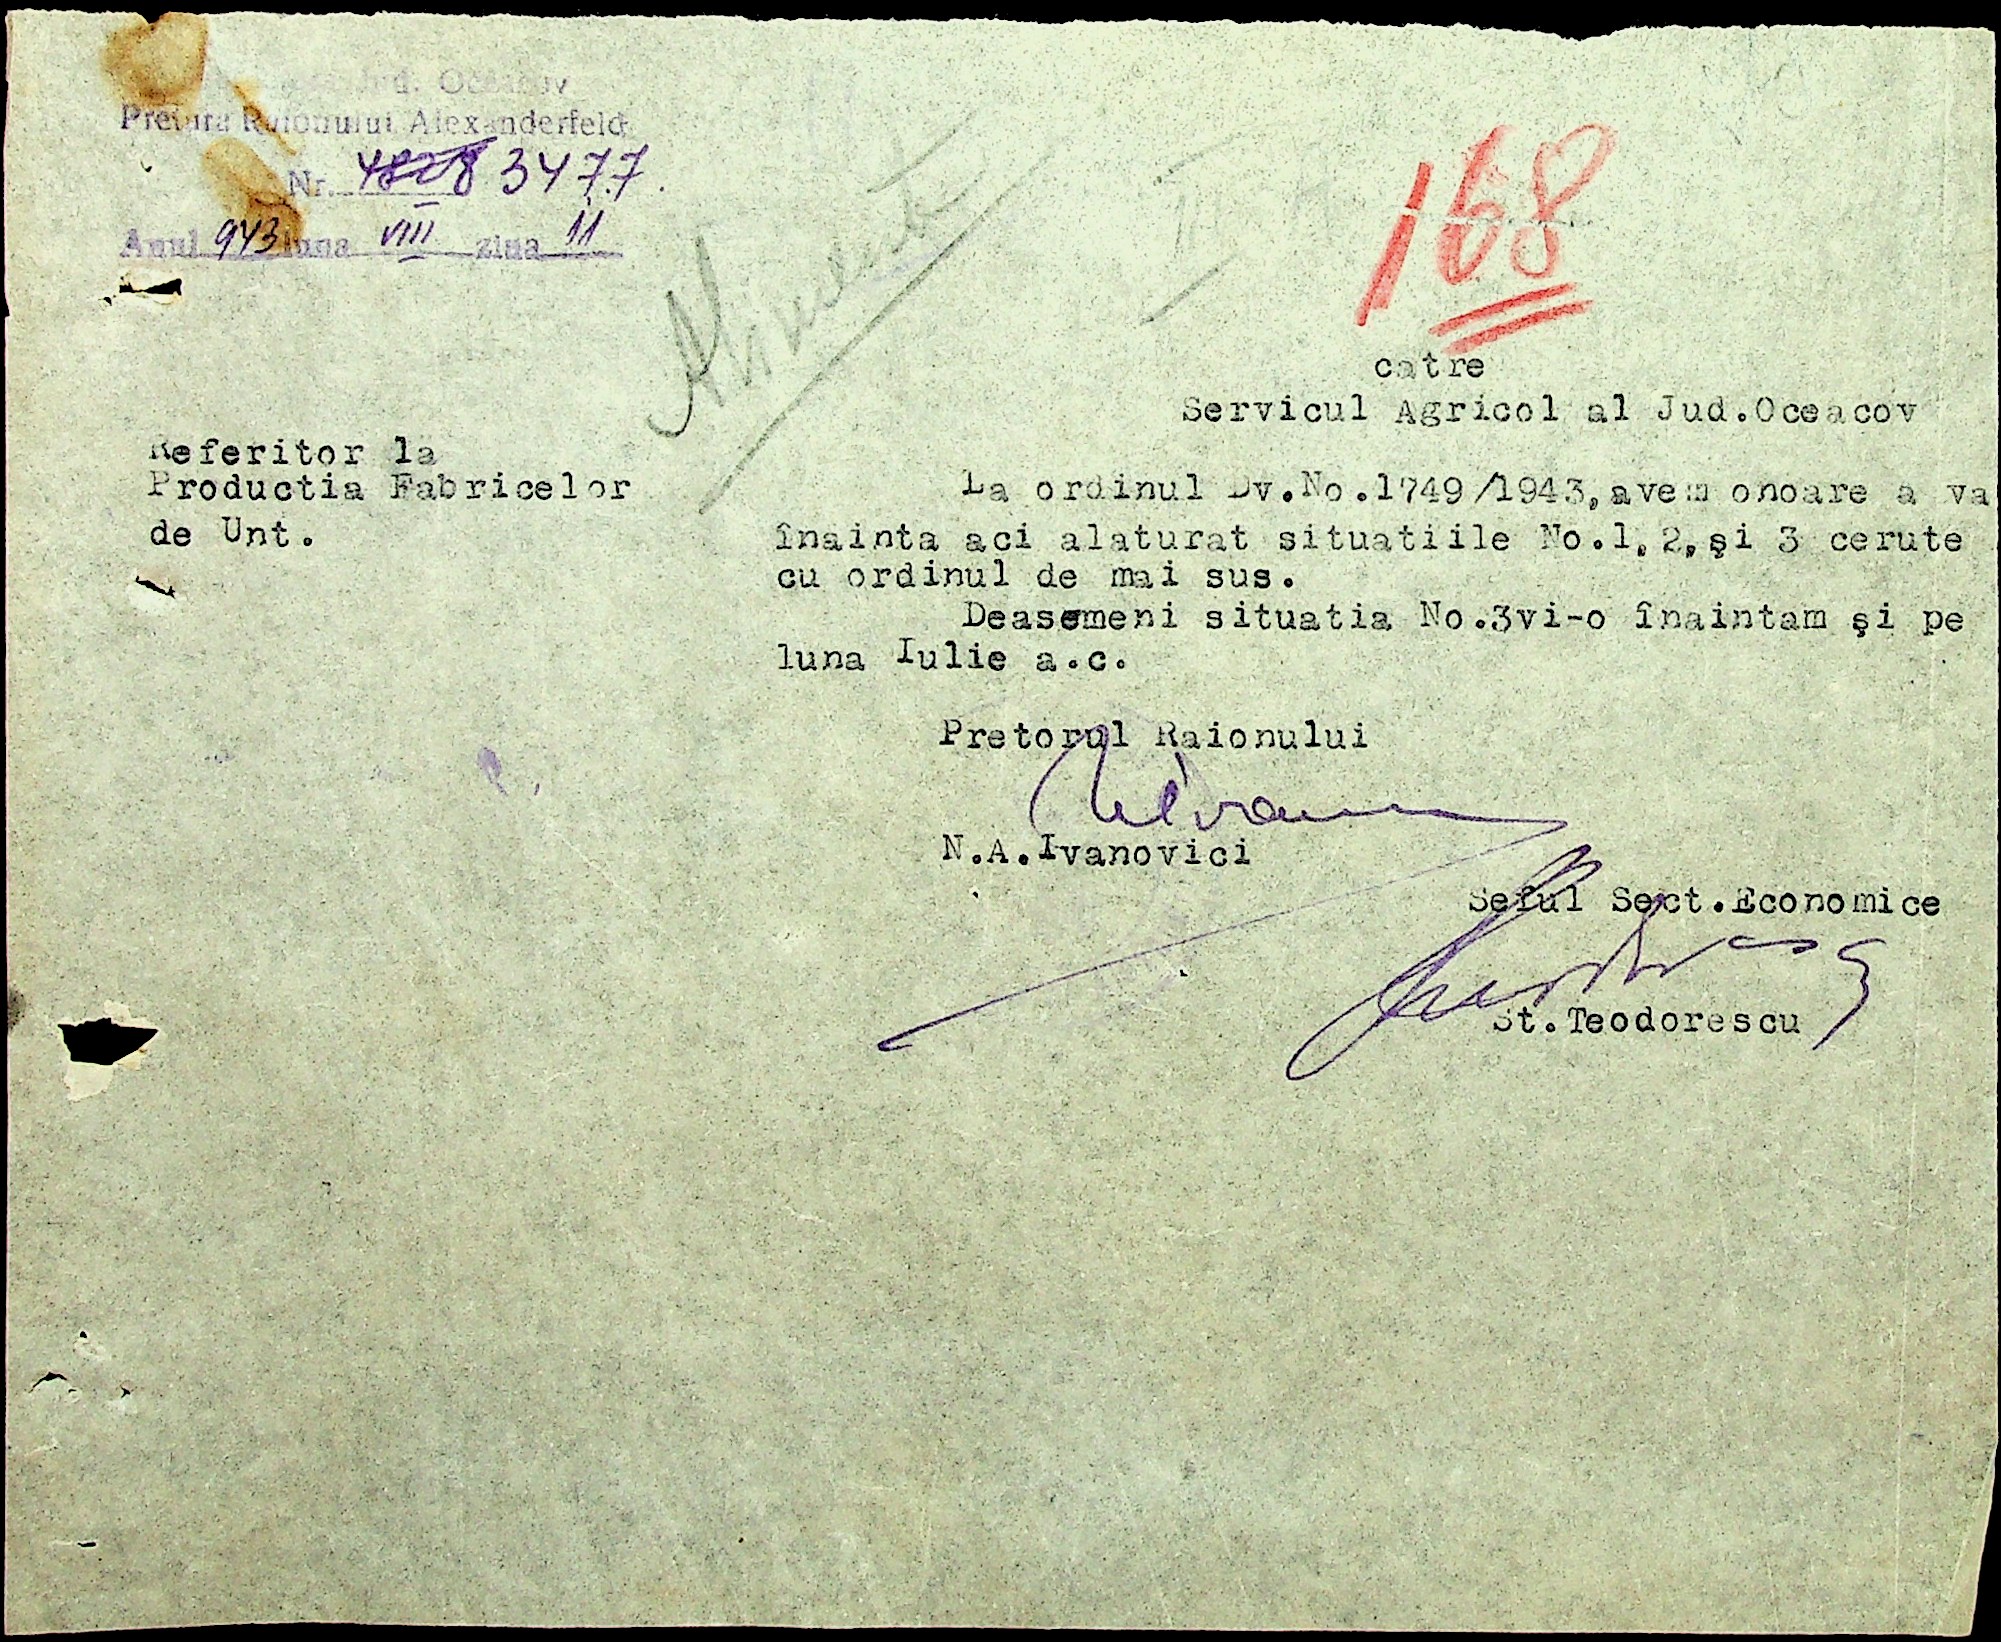 Jud. Oceacov
Pretura Raionului Alexanderfeld
Nr. 4828 3477.
Anul 943 luna VIII ziua 11
168
catre
Servicul Agricol al Jud.Oceacov
Referitor la
Productia Fabricelor
de Unt.
La ordinul Dv.No.1749/1943,avem onoare a va
înainta aci alaturat situatiile No.1,2,şi 3 cerute
cu ordinul de mai sus.
Deasemeni situatia No.3vi-o înaintam şi pe
luna Iulie a.c.
Pretorul Raionului
N.A.Ivanovici
Seful Sect.Economice
St.Teodorescu